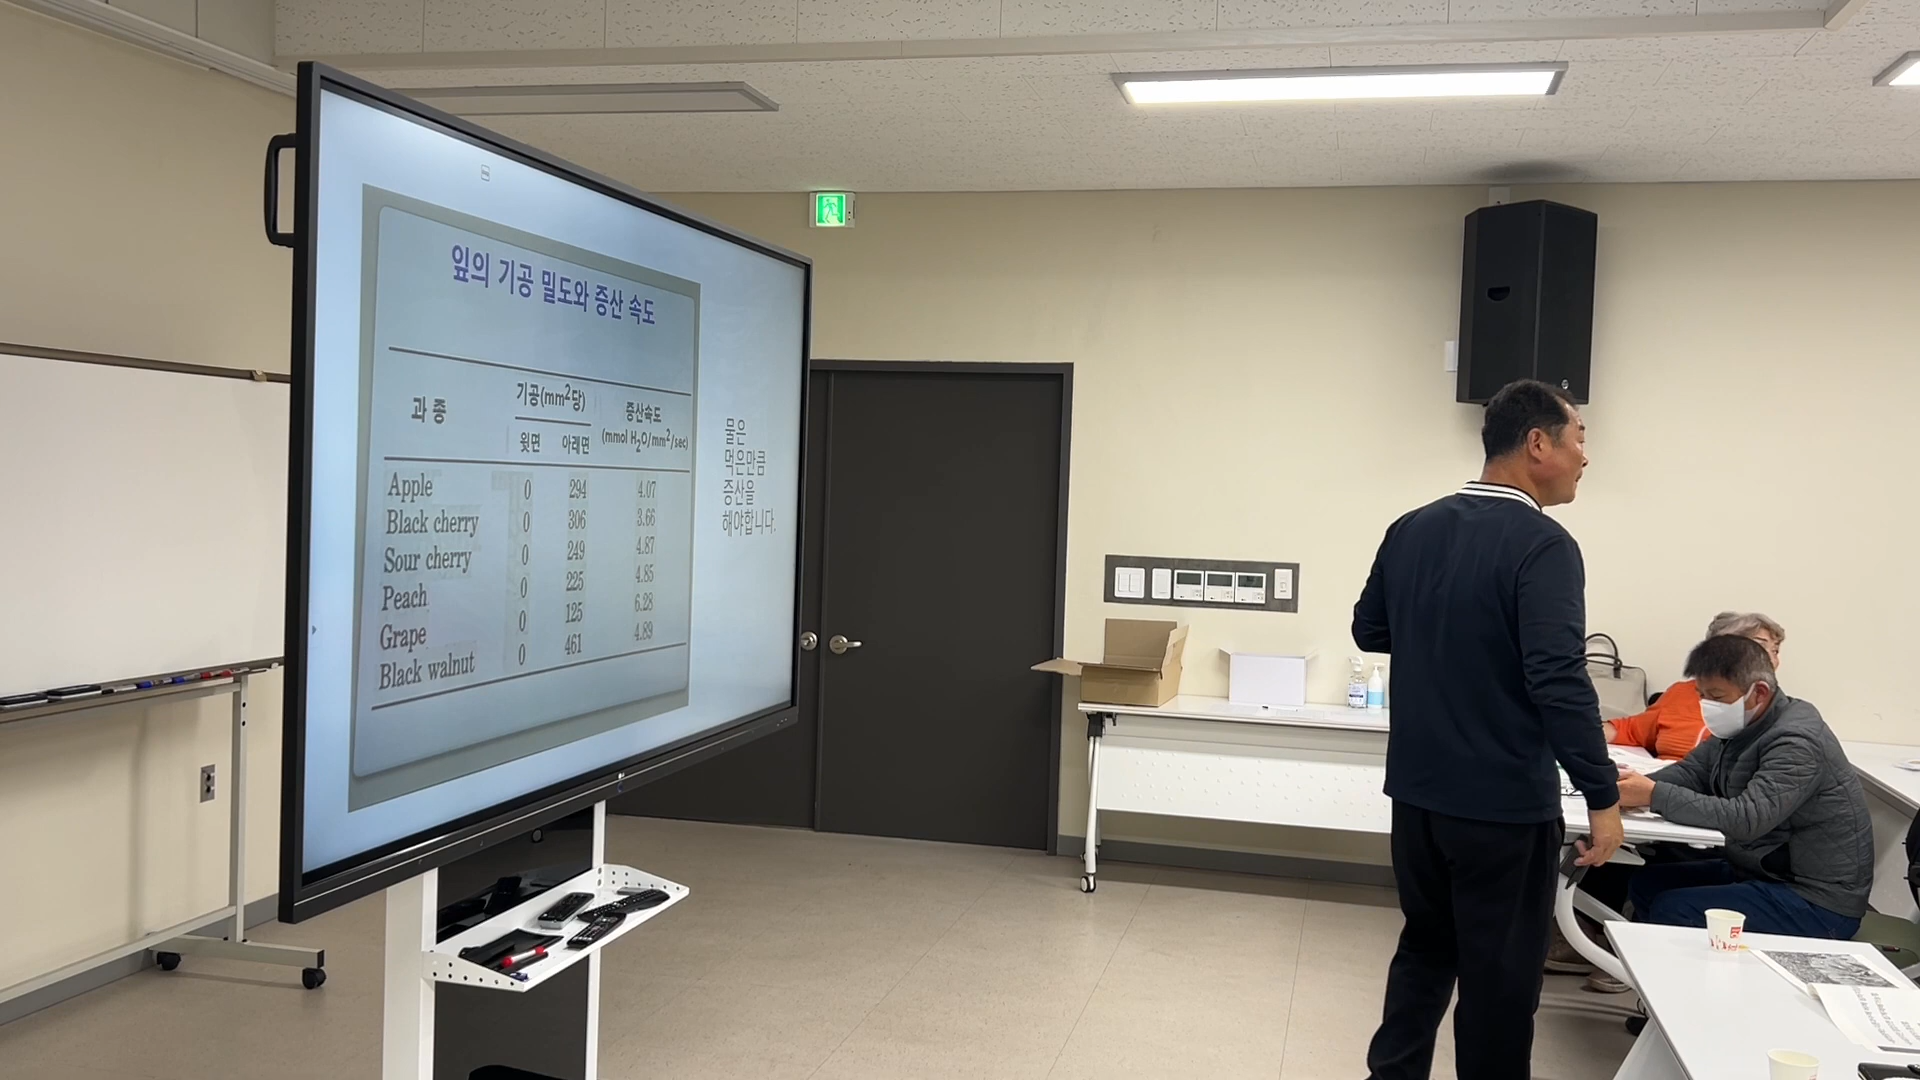 잎의 기공 밀도와 증산 속도
과 종 기공(mm2당) 증산속도
윗면 아래면 (mmol H2O/mm2/sec)
Apple 0 294 4.07
Black cherry 0 306 3.66
Sour cherry 0 249 4.87
Peach 0 225 4.85
Grape 0 125 6.28
Black walnut 0 461 4.89
물은
먹은만큼
증산을
해야합니다.